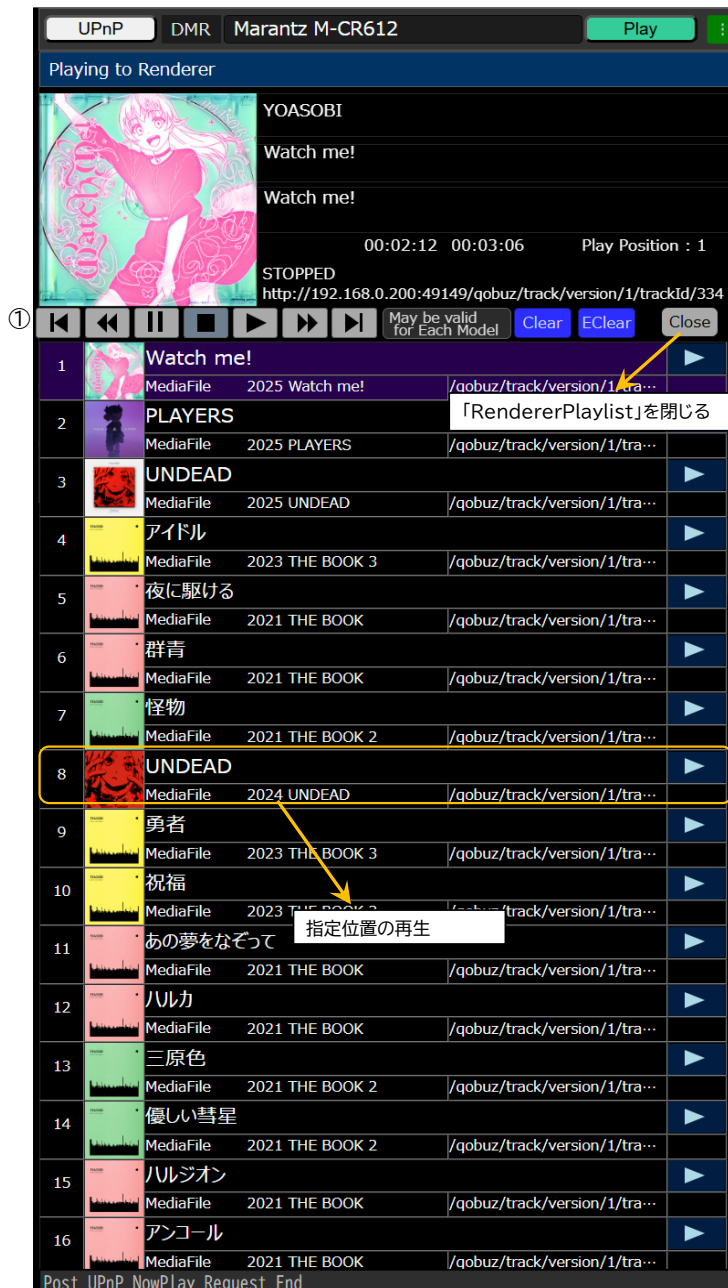 UPnP DMR Marantz M-CR612 Play
Playing to Renderer
YOASOBI
Watch me!
Watch me!
00:02:12 00:03:06 Play Position : 1
STOPPED
http://192.168.0.200:49149/qobuz/track/version/1/trackId/334
① May be valid for Each Model Clear EClear Close
1 Watch me!
MediaFile 2025 Watch me! /qobuz/track/version/1/tra…
「RendererPlaylist」を閉じる
2 PLAYERS
MediaFile 2025 PLAYERS /qobuz/track/version/1/tra…
3 UNDEAD
MediaFile 2025 UNDEAD /qobuz/track/version/1/tra…
4 アイドル
MediaFile 2023 THE BOOK 3 /qobuz/track/version/1/tra…
5 夜に駆ける
MediaFile 2021 THE BOOK /qobuz/track/version/1/tra…
6 群青
MediaFile 2021 THE BOOK /qobuz/track/version/1/tra…
7 怪物
MediaFile 2021 THE BOOK 2 /qobuz/track/version/1/tra…
8 UNDEAD
MediaFile 2024 UNDEAD /qobuz/track/version/1/tra…
9 勇者
MediaFile 2023 THE BOOK 3 /qobuz/track/version/1/tra…
10 祝福
MediaFile 2023 THE BOOK 3 /qobuz/track/version/1/tra…
指定位置の再生
11 あの夢をなぞって
MediaFile 2021 THE BOOK /qobuz/track/version/1/tra…
12 ハルカ
MediaFile 2021 THE BOOK /qobuz/track/version/1/tra…
13 三原色
MediaFile 2021 THE BOOK 2 /qobuz/track/version/1/tra…
14 優しい彗星
MediaFile 2021 THE BOOK 2 /qobuz/track/version/1/tra…
15 ハルジオン
MediaFile 2021 THE BOOK /qobuz/track/version/1/tra…
16 アンコール
MediaFile 2021 THE BOOK /qobuz/track/version/1/tra…
Post UPnP NowPlay Request End